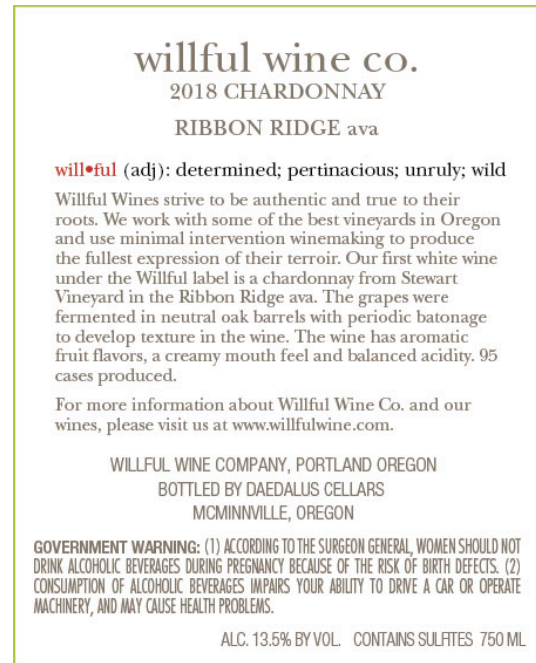 willful wine co.
2018 CHARDONNAY
RIBBON RIDGE ava
will•ful (adj): determined; pertinacious; unruly; wild
Willful Wines strive to be authentic and true to their
roots. We work with some of the best vineyards in Oregon
and use minimal intervention winemaking to produce
the fullest expression of their terroir. Our first white wine
under the Willful label is a chardonnay from Stewart
Vineyard in the Ribbon Ridge ava. The grapes were
fermented in neutral oak barrels with periodic batonage
to develop texture in the wine. The wine has aromatic
fruit flavors, a creamy mouth feel and balanced acidity. 95
cases produced.
For more information about Willful Wine Co. and our
wines, please visit us at www.willfulwine.com.
WILLFUL WINE COMPANY, PORTLAND OREGON
BOTTLED BY DAEDALUS CELLARS
MCMINNVILLE, OREGON
GOVERNMENT WARNING: (1) ACCORDING TO THE SURGEON GENERAL, WOMEN SHOULD NOT
DRINK ALCOHOLIC BEVERAGES DURING PREGNANCY BECAUSE OF THE RISK OF BIRTH DEFECTS. (2)
CONSUMPTION OF ALCOHOLIC BEVERAGES IMPAIRS YOUR ABILITY TO DRIVE A CAR OR OPERATE
MACHINERY, AND MAY CAUSE HEALTH PROBLEMS.
ALC. 13.5% BY VOL. CONTAINS SULFITES 750 ML